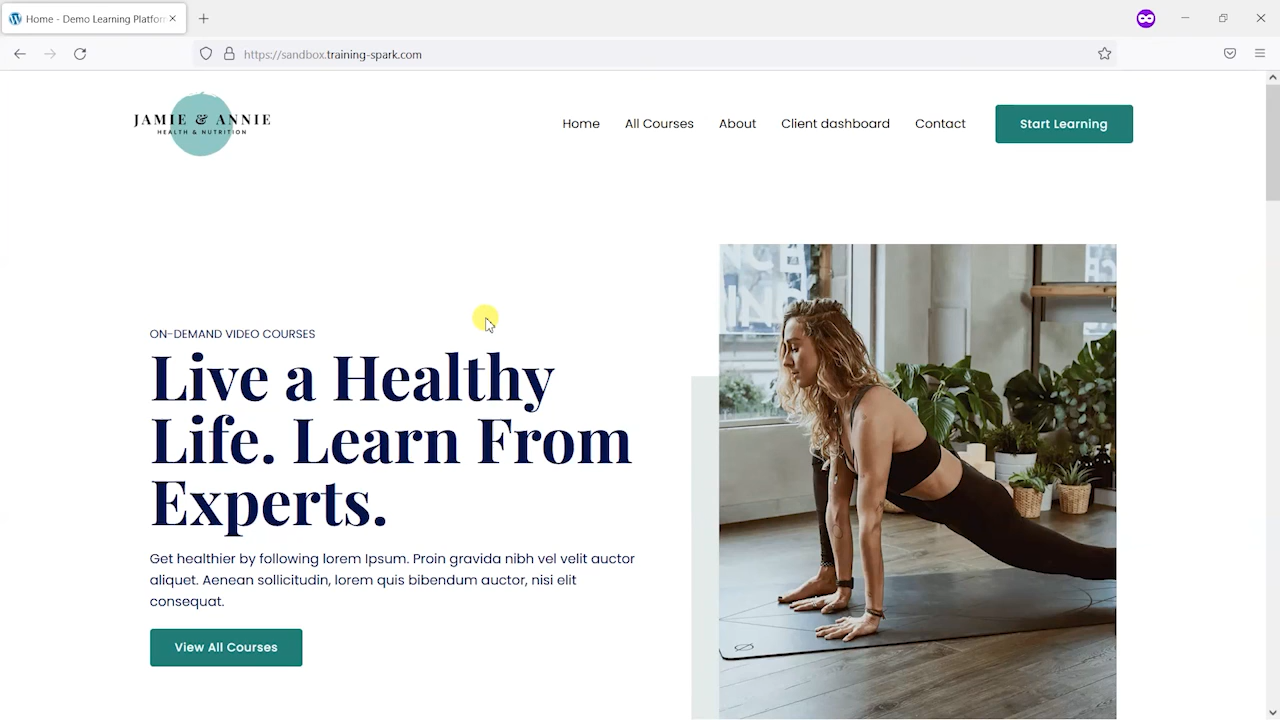 Home - Demo Learning Platforn
https://sandbox.training-spark.com
JAMIE & ANNIE
HEALTH & NUTRITION
Home
All Courses
About
Client dashboard
Contact
Start Learning
ON-DEMAND VIDEO COURSES
Live a Healthy
Life. Learn From
Experts.
Get healthier by following lorem Ipsum. Proin gravida nibh vel velit auctor
aliquet. Aenean sollicitudin, lorem quis bibendum auctor, nisi elit
consequat.
View All Courses